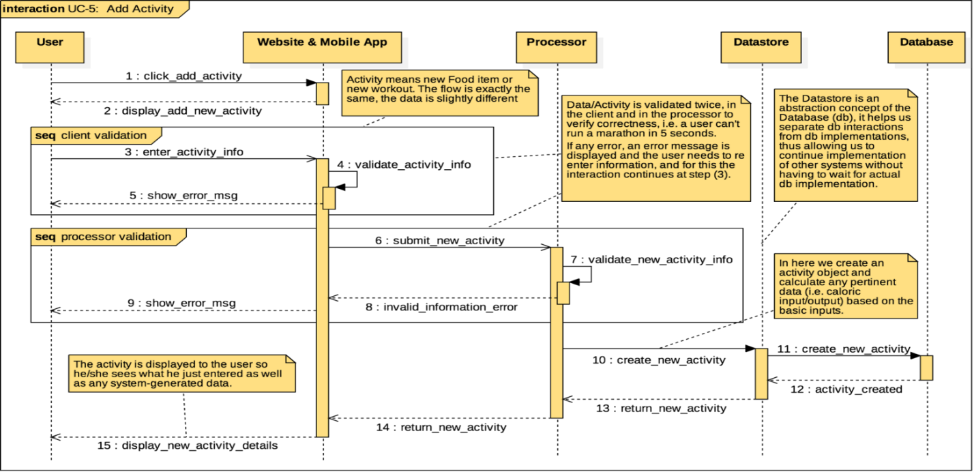 interaction UC-5: Add Activity
User
Website & Mobile App
Processor
Datastore
Database
1 : click_add_activity
2 : display_add_new_activity
Activity means new Food item or
new workout. The flow is exactly the
same, the data is slightly different
Data/Activity is validated twice, in
the client and in the processor to
verify correctness, i.e. a user can't
run a marathon in 5 seconds.
If any error, an error message is
displayed and the user needs to re
enter information, and for this the
interaction continues at step (3).
The Datastore is an
abstraction concept of the
Database (db), it helps us
separate db interactions
from db implementations,
thus allowing us to
continue implementation
of other systems without
having to wait for actual
db implementation.
seq client validation
3 : enter_activity_info
4 : validate_activity_info
5 : show_error_msg
seq processor validation
6 : submit_new_activity
7 : validate_new_activity_info
8 : invalid_information_error
9 : show_error_msg
In here we create an
activity object and
calculate any pertinent
data (i.e. caloric
input/output) based on the
basic inputs.
10 : create_new_activity
11 : create_new_activity
12 : activity_created
13 : return_new_activity
14 : return_new_activity
The activity is displayed to the user so
he/she sees what he just entered as well
as any system-generated data.
15 : display_new_activity_details